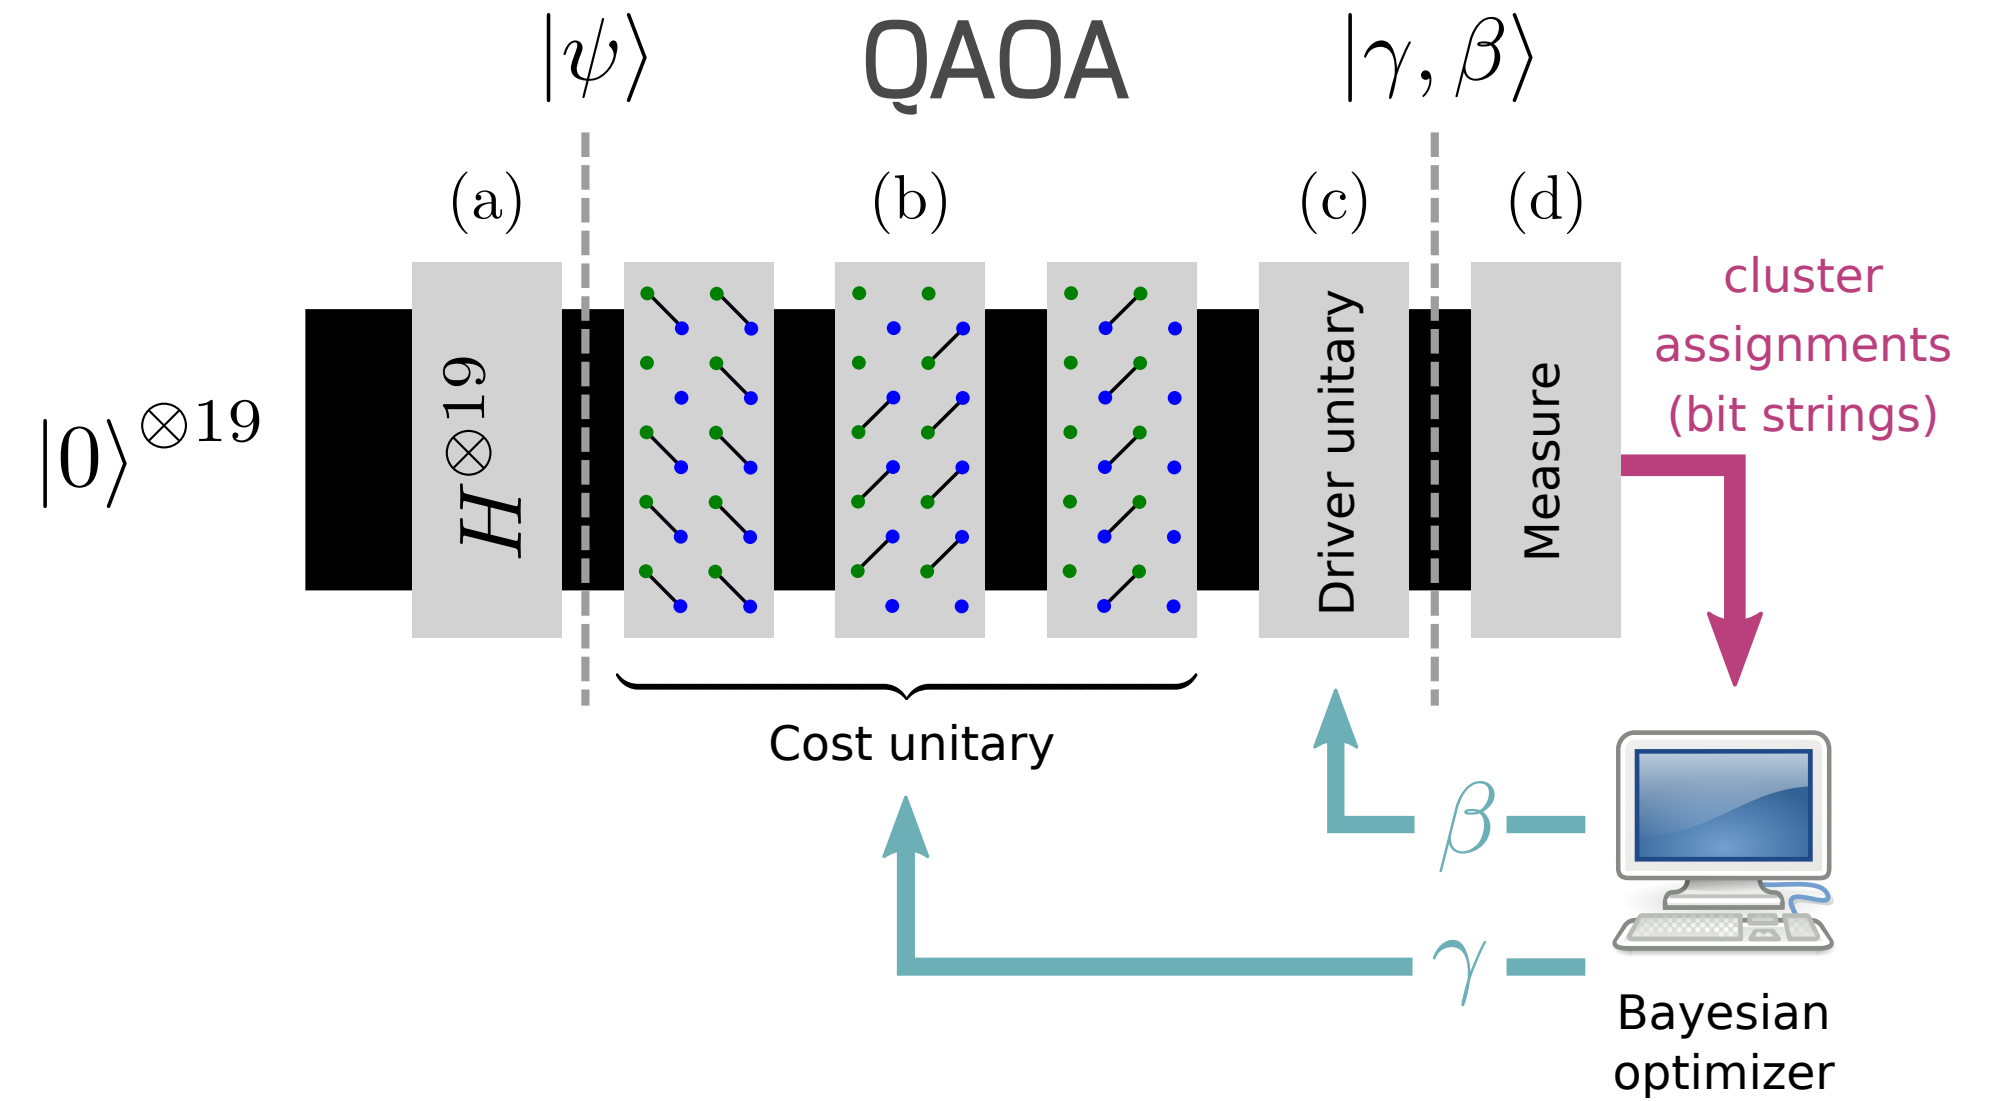 |ψ⟩ QAOA |γ, β⟩
(a) (b) (c) (d)
|0⟩⊗19
H⊗19
Driver unitary
Measure
cluster
assignments
(bit strings)
Cost unitary
β
γ
Bayesian
optimizer